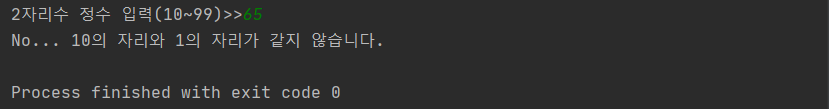 2자리수 정수 입력(10~99)>>65
No... 10의 자리와 1의 자리가 같지 않습니다.
Process finished with exit code 0